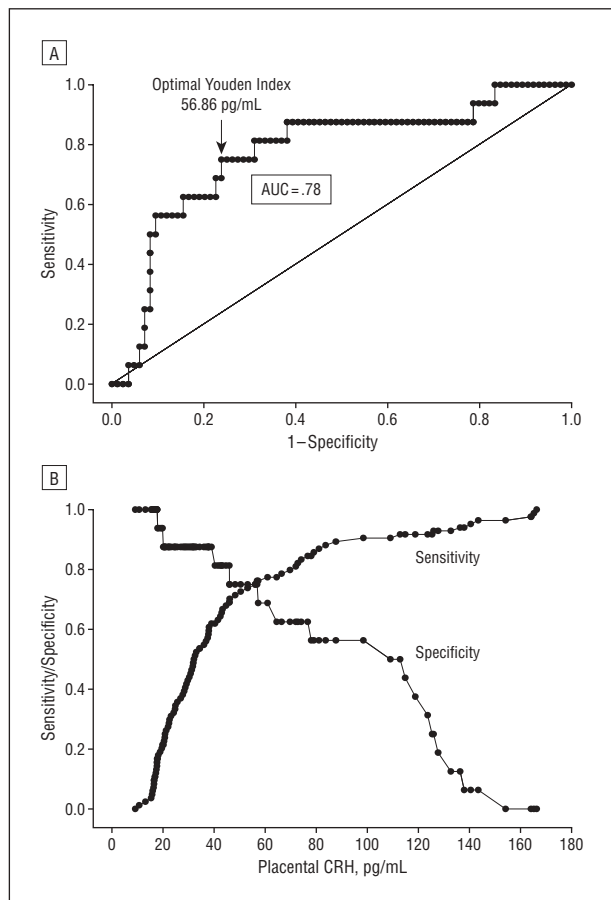 A
Optimal Youden Index
56.86 pg/mL
1.0
0.8
0.6
0.4
0.2
0.0
Sensitivity
AUC = .78
0.0 0.2 0.4 0.6 0.8 1.0
1–Specificity
B
1.0
0.8
0.6
0.4
0.2
0.0
Sensitivity/Specificity
Sensitivity
Specificity
0 20 40 60 80 100 120 140 160 180
Placental CRH, pg/mL